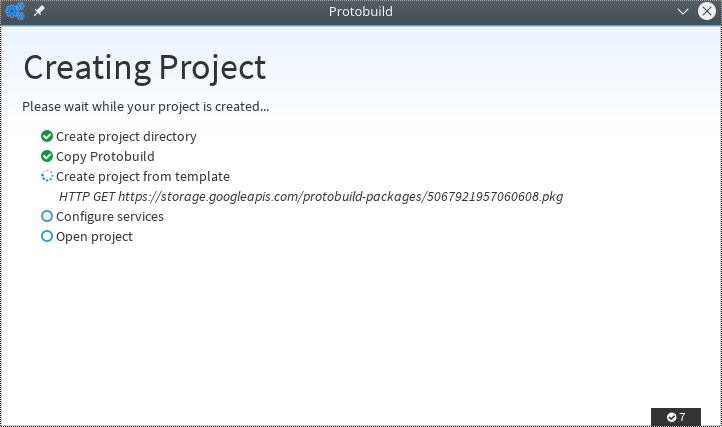 Protobuild
Creating Project
Please wait while your project is created...
Create project directory
Copy Protobuild
Create project from template
HTTP GET https://storage.googleapis.com/protobuild-packages/5067921957060608.pkg
Configure services
Open project
7